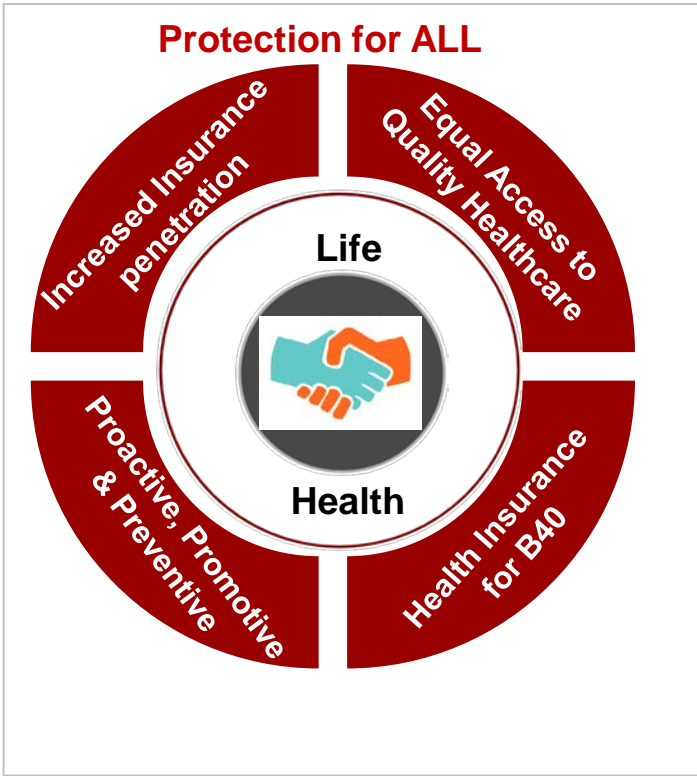 Protection for ALL
Increased Insurance
penetration
Equal Access to
Quality Healthcare
Life
Health
Proactive, Promotive
& Preventive
Health Insurance
for B40